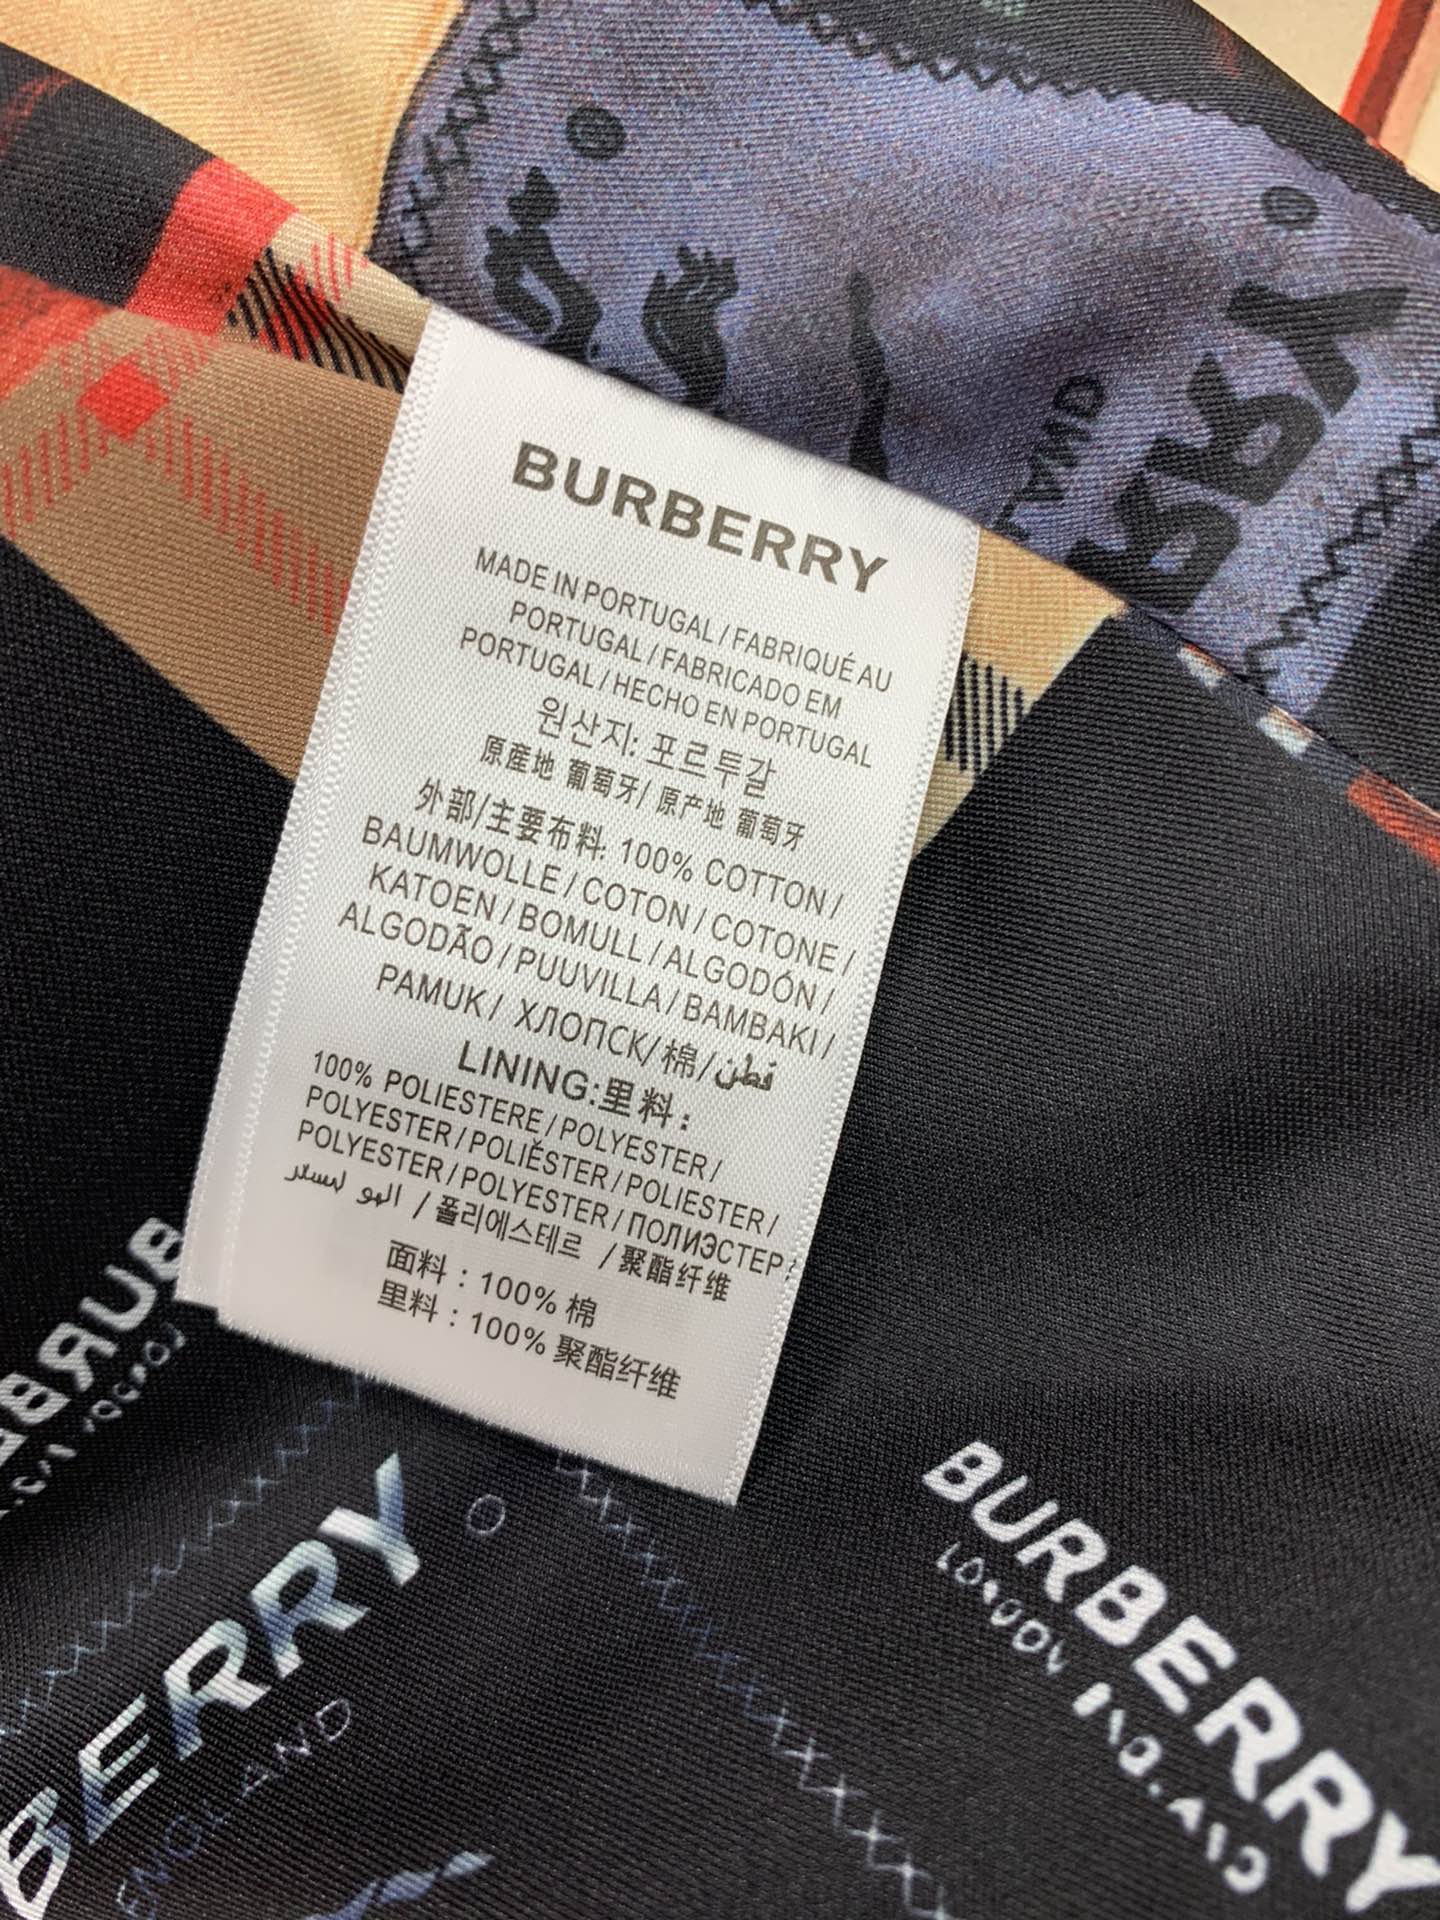 BURBERRY
MADE IN PORTUGAL / FABRIQUÉ AU
PORTUGAL / FABRICADO EM
PORTUGAL / HECHO EN PORTUGAL
원산지: 포르투갈
原産地 葡萄牙/ 原产地 葡萄牙
外部/主要布料: 100% COTTON /
BAUMWOLLE / COTON / COTONE /
KATOEN / BOMULL / ALGODÓN /
ALGODÃO / PUUVILLA / BAMBAKI /
PAMUK / ХЛОПСК/棉/قطن
LINING:里料:
100% POLIESTERE / POLYESTER /
POLYESTER / POLIĚSTER / POLIESTER /
POLYESTER / POLYESTER / ПОЛИЭСТЕР
/ 폴리에스테르 / 聚酯纤维
面料:100% 棉
里料:100% 聚酯纤维
BERRY
ENGLAND
BURBERRY